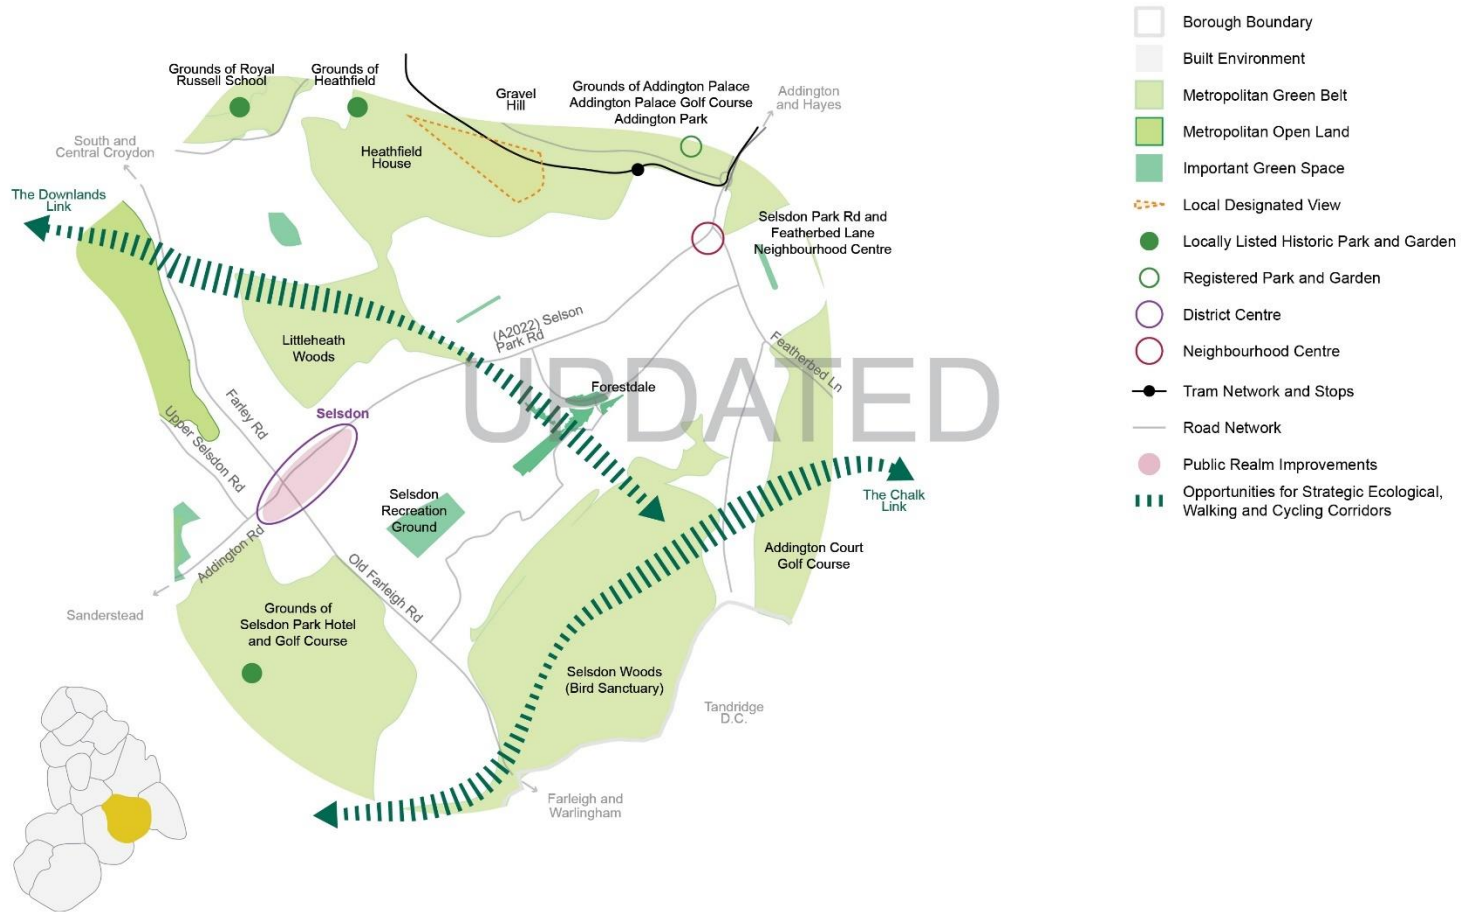 Grounds of Royal
Russell School
Grounds of
Heathfield
Gravel
Hill
Grounds of Addington Palace
Addington Palace Golf Course
Addington Park
Addington
and Hayes
South and
Central Croydon
Heathfield
House
The Downlands
Link
Selsdon Park Rd and
Featherbed Lane
Neighbourhood Centre
Littleheath
Woods
(A2022) Selson
Park Rd
Featherbed Ln
UPDATED
Forestdale
Farley Rd
Selsdon
Upper Selsdon Rd
Selsdon
Recreation
Ground
The Chalk
Link
Addington Rd
Old Farleigh Rd
Addington Court
Golf Course
Sanderstead
Grounds of
Selsdon Park Hotel
and Golf Course
Selsdon Woods
(Bird Sanctuary)
Tandridge
D.C.
Farleigh and
Warlingham
Borough Boundary
Built Environment
Metropolitan Green Belt
Metropolitan Open Land
Important Green Space
Local Designated View
Locally Listed Historic Park and Garden
Registered Park and Garden
District Centre
Neighbourhood Centre
Tram Network and Stops
Road Network
Public Realm Improvements
Opportunities for Strategic Ecological,
Walking and Cycling Corridors